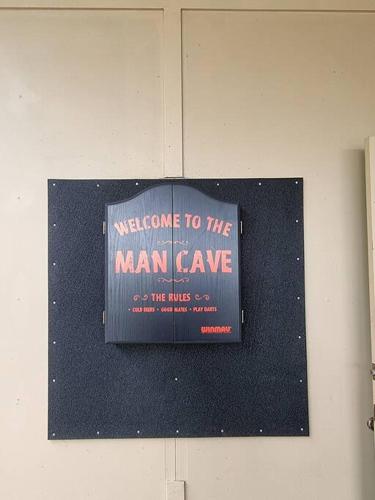 WELCOME TO THE
MAN CAVE
THE RULES
• COLD BEERS • GOOD MATES • PLAY DARTS
WINMAU